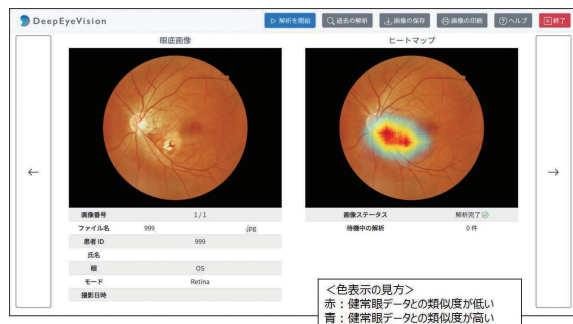 DeepEyeVision
解析を開始 過去の解析 画像の保存 画像の印刷 ヘルプ 終了
眼底画像
ヒートマップ
←
→
画像番号 1 / 1
ファイル名 999 .jpg
患者 ID 999
氏名
眼 OS
モード Retina
撮影日時
画像ステータス 解析完了
待機中の解析 0 件
＜色表示の見方＞
赤：健常眼データとの類似度が低い
青：健常眼データとの類似度が高い